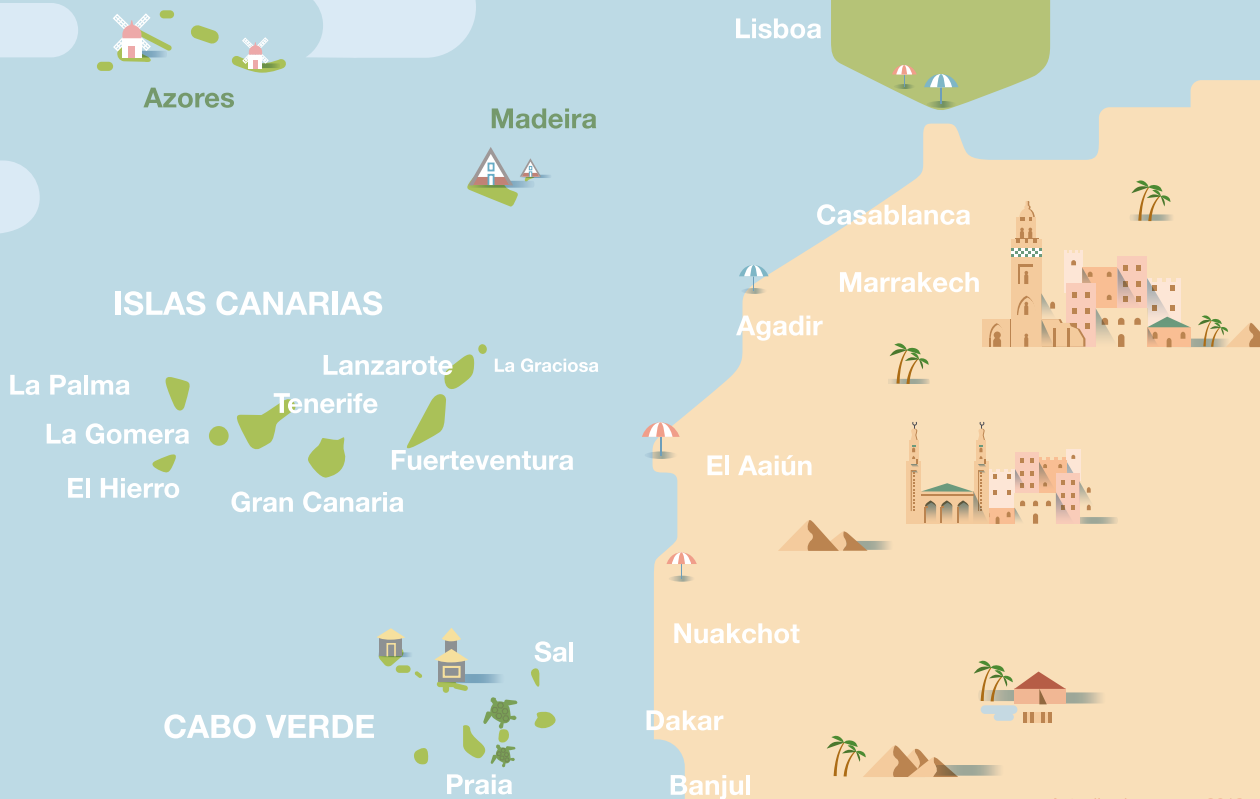 Lisboa
Azores
Madeira
Casablanca
Marrakech
ISLAS CANARIAS
Agadir
Lanzarote
La Graciosa
La Palma
Tenerife
La Gomera
Fuerteventura
El Aaiún
El Hierro
Gran Canaria
Nuakchot
Sal
Dakar
CABO VERDE
Praia
Banjul